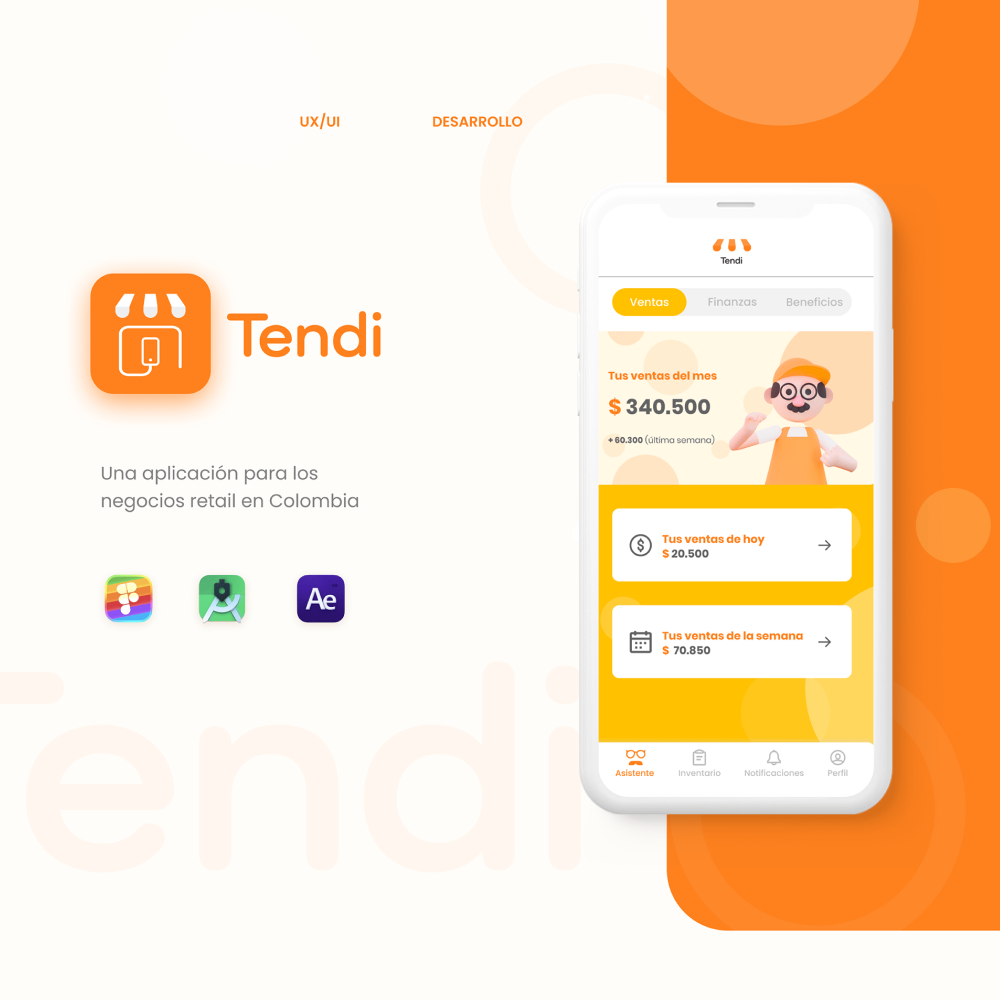 UX/UI
DESARROLLO
Tendi
Una aplicación para los
negocios retail en Colombia
Ae
Tendi
Tendi
Ventas
Finanzas
Beneficios
Tus ventas del mes
$ 340.500
+ 60.300 (última semana)
Tus ventas de hoy
$ 20.500
Tus ventas de la semana
$ 70.850
Asistente
Inventario
Notificaciones
Perfil